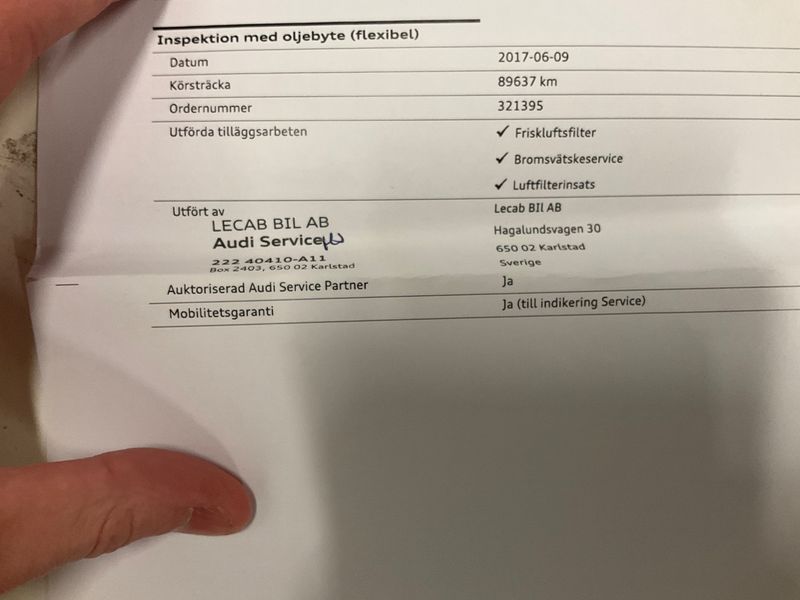 Inspektion med oljebyte (flexibel)
Datum 2017-06-09
Körsträcka 89637 km
Ordernummer 321395
Utförda tilläggsarbeten ✓ Friskluftsfilter
✓ Bromsvätskeservice
✓ Luftfilterinsats
Utfört av Lecab BIL AB
LECAB BIL AB Hagalundsvagen 30
Audi Service 650 02 Karlstad
222 40410-A11 Sverige
Box 2403, 650 02 Karlstad
Auktoriserad Audi Service Partner Ja
Mobilitetsgaranti Ja (till indikering Service)